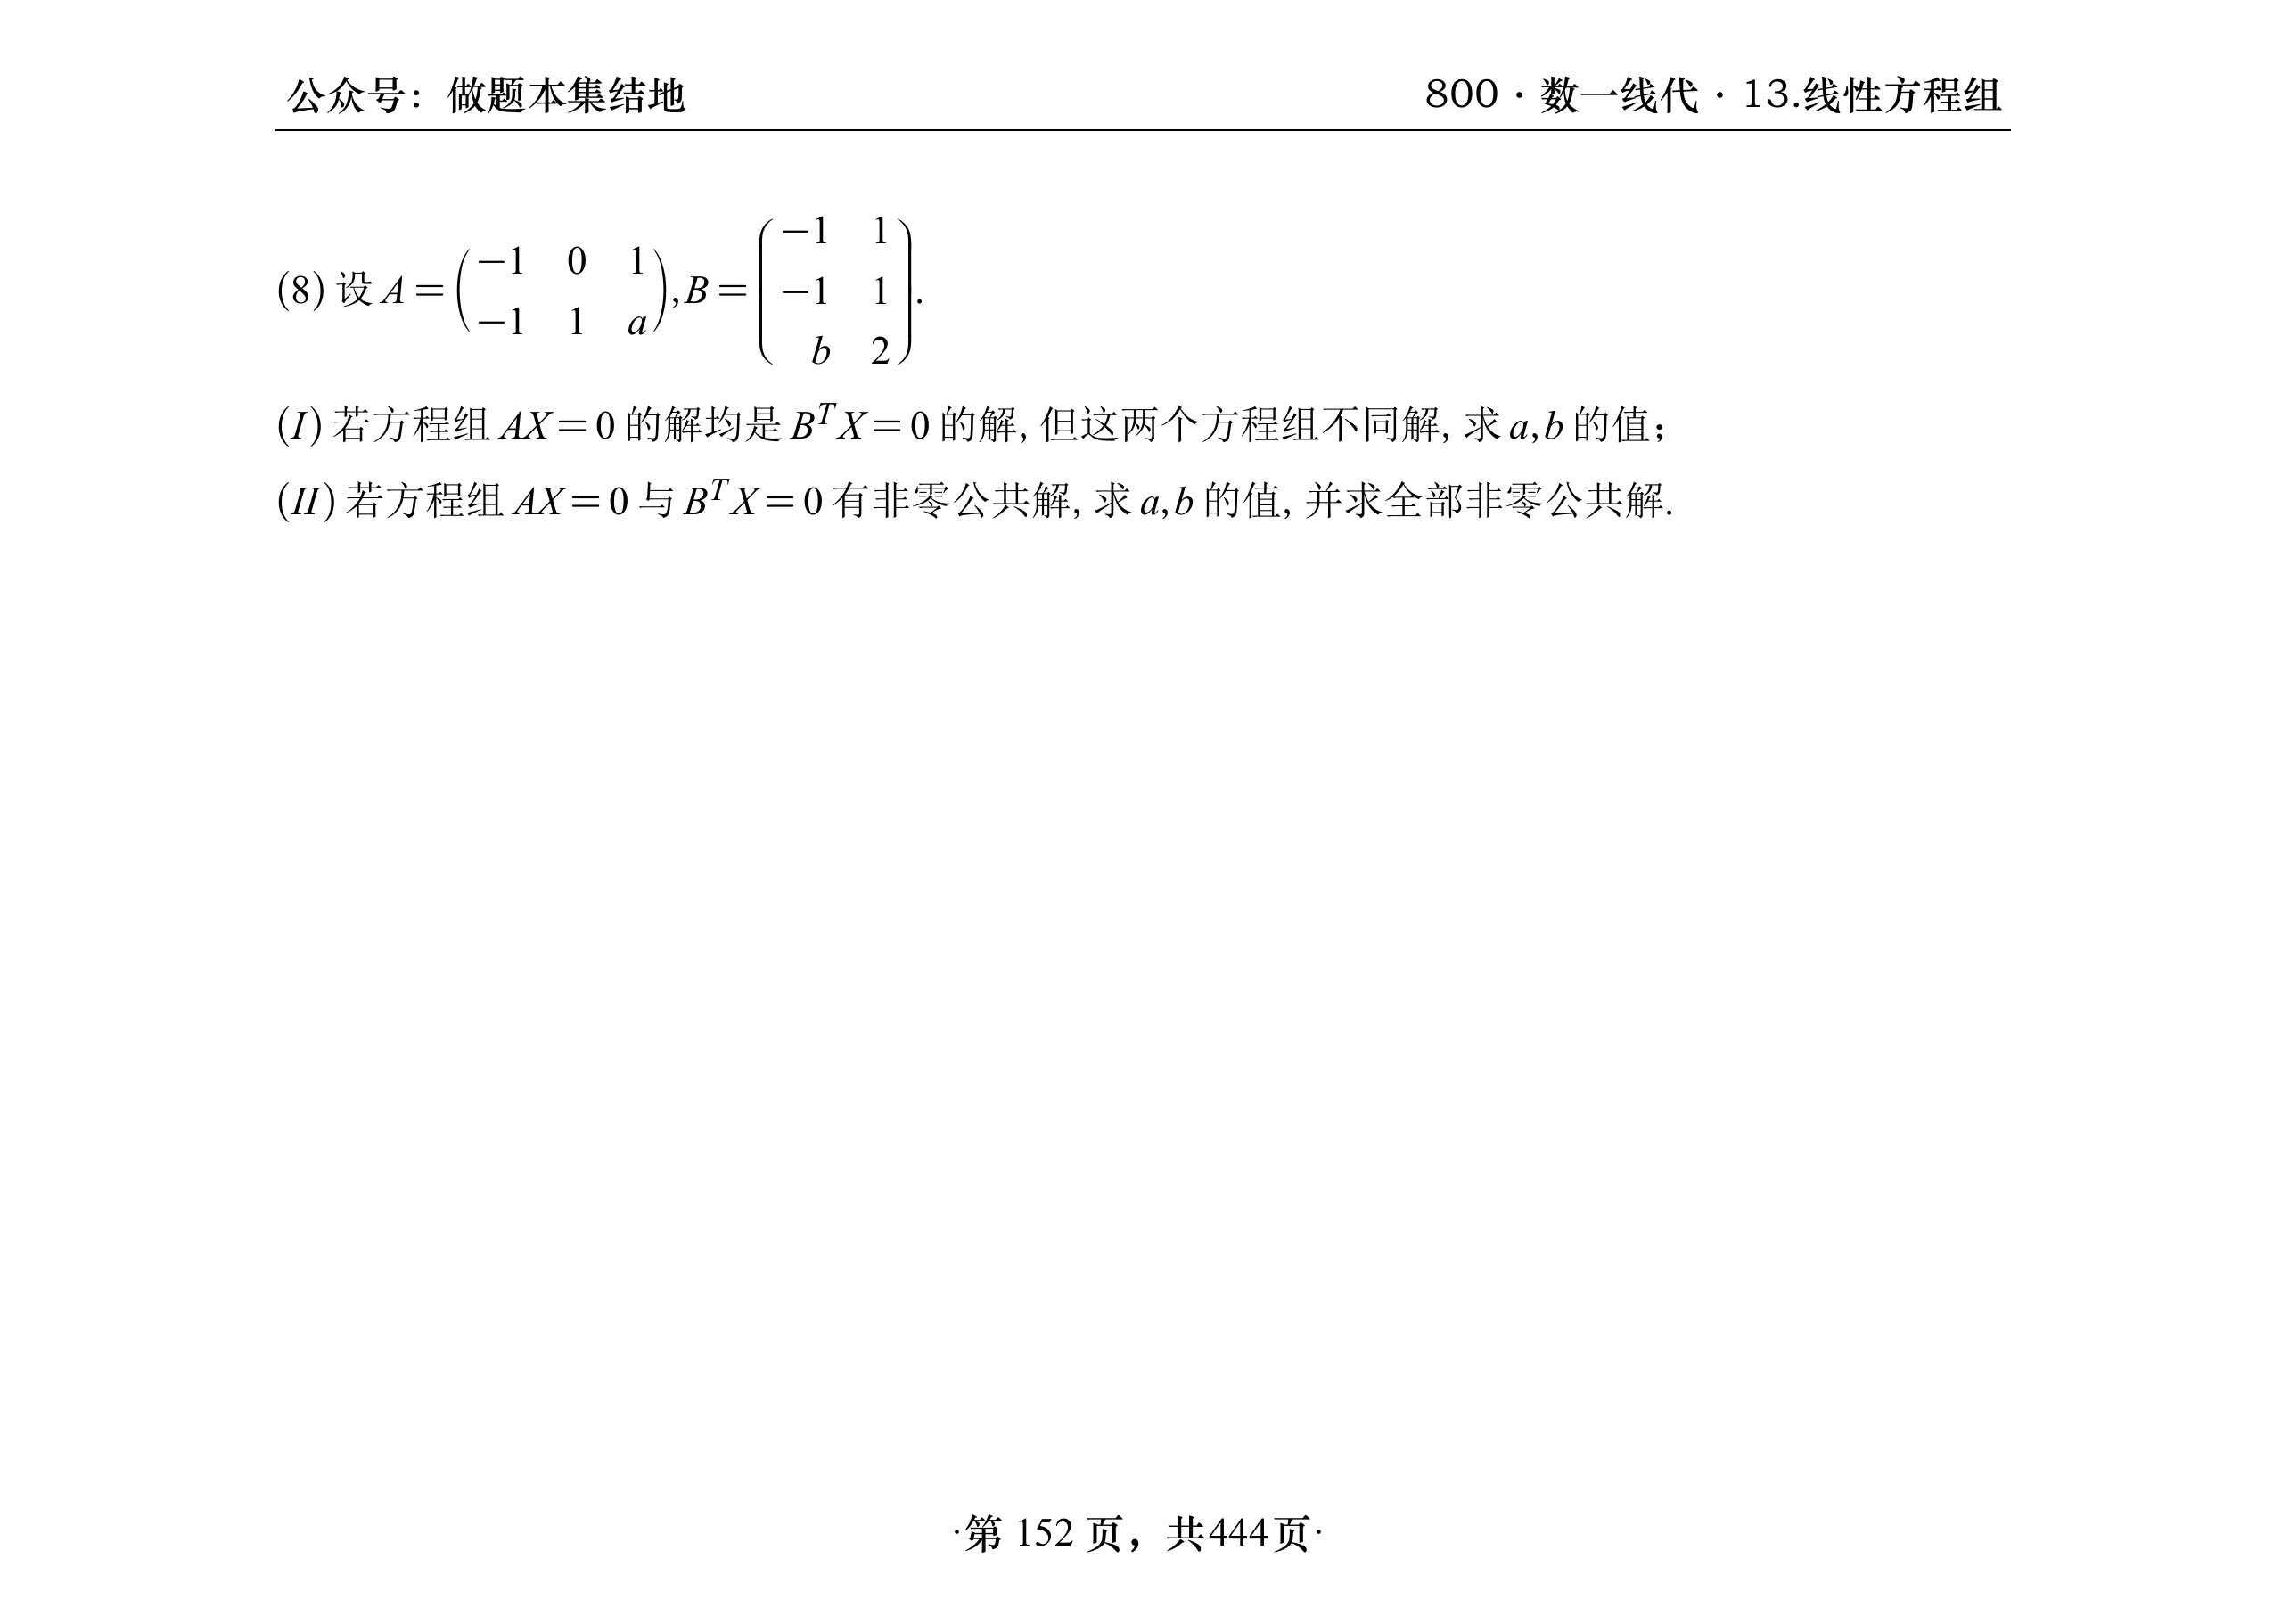 公众号：做题本集结地 800·数一线代·13.线性方程组
(8) 设 A = \begin{pmatrix} -1 & 0 & 1 \\ -1 & 1 & a \end{pmatrix}, B = \begin{pmatrix} -1 & 1 \\ -1 & 1 \\ b & 2 \end{pmatrix}.
(I) 若方程组 AX = 0 的解均是 B^T X = 0 的解, 但这两个方程组不同解, 求 a,b 的值;
(II) 若方程组 AX = 0 与 B^T X = 0 有非零公共解, 求 a,b 的值, 并求全部非零公共解.
·第 152 页，共444页·